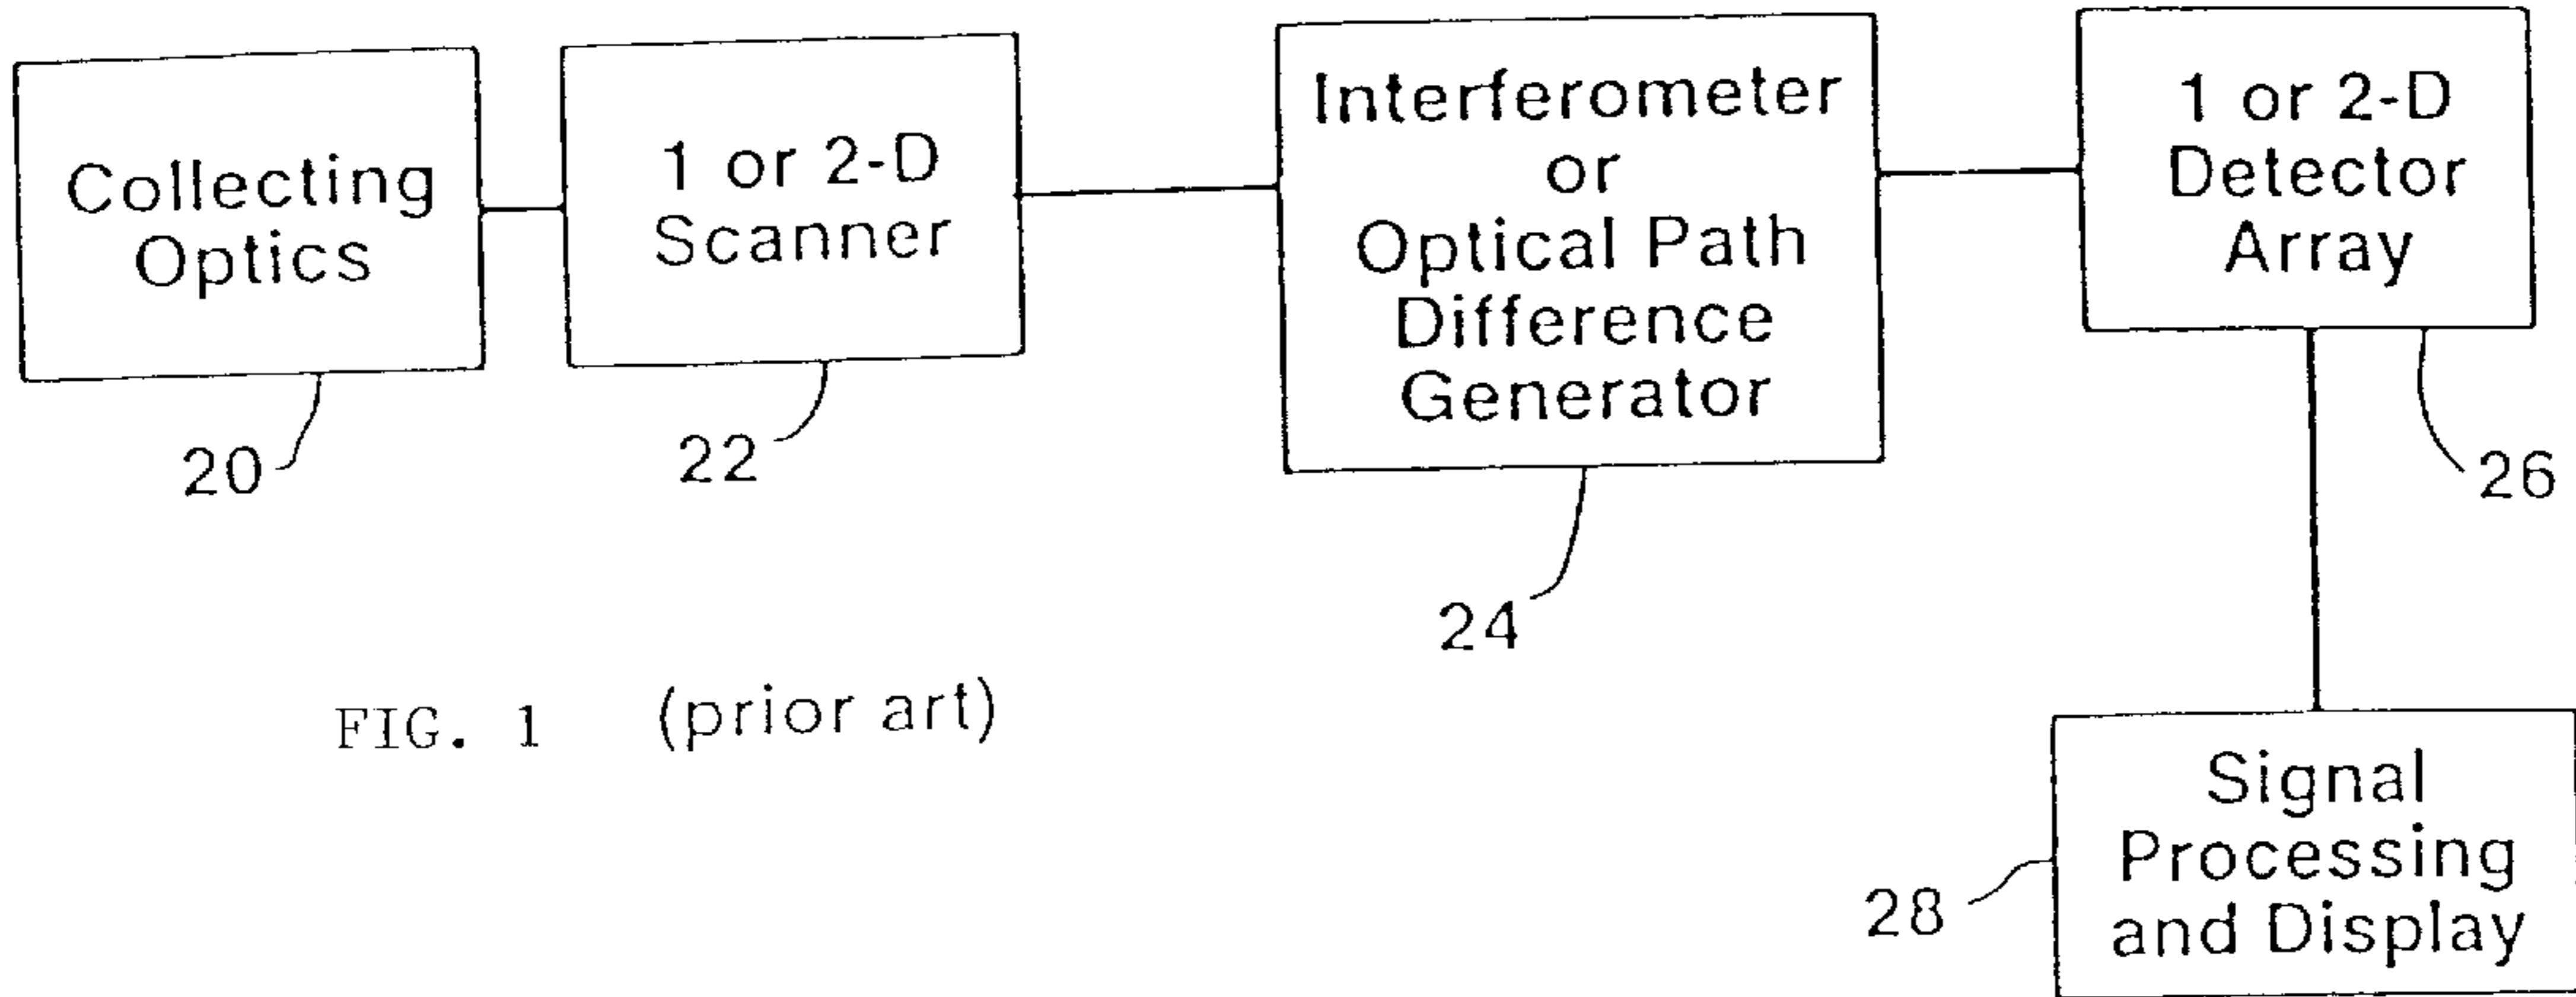 Collecting
Optics
20
1 or 2-D
Scanner
22
Interferometer
or
Optical Path
Difference
Generator
24
1 or 2-D
Detector
Array
26
Signal
Processing
and Display
28
FIG. 1 (prior art)